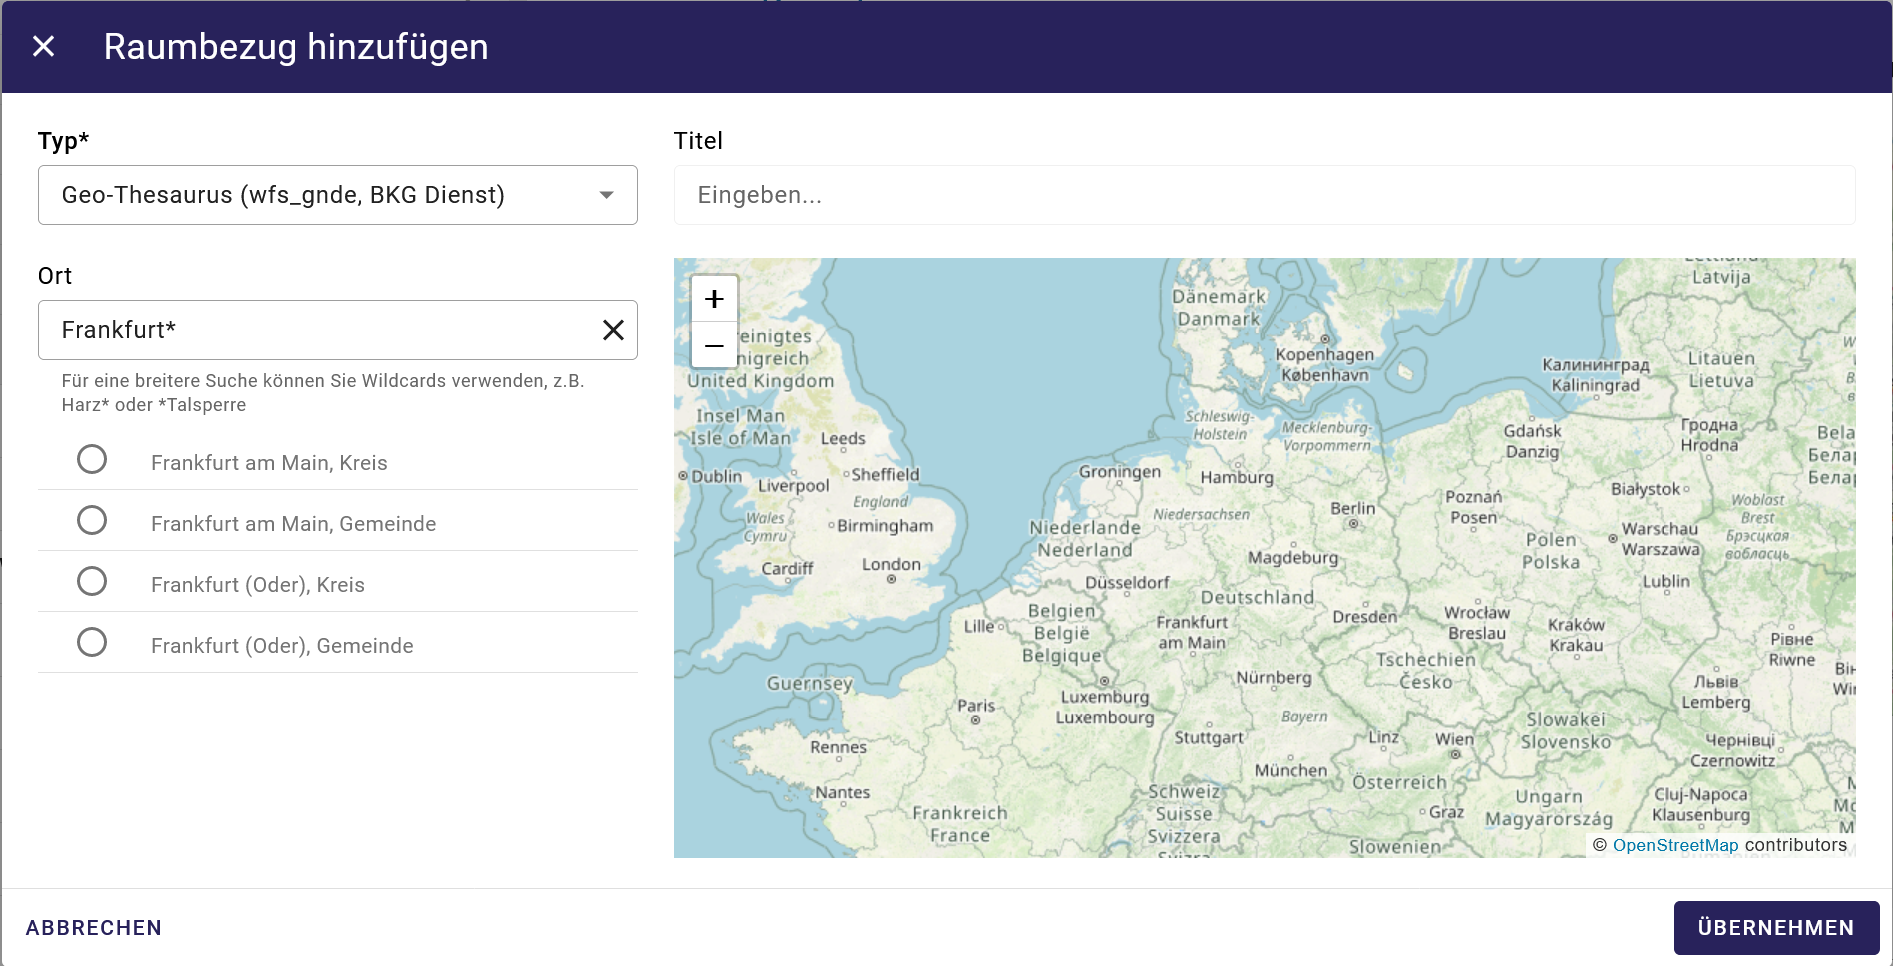 Raumbezug hinzufügen
Typ*
Geo-Thesaurus (wfs_gnde, BKG Dienst)
Ort
Frankfurt*
Für eine breitere Suche können Sie Wildcards verwenden, z.B.
Harz* oder *Talsperre
Frankfurt am Main, Kreis
Frankfurt am Main, Gemeinde
Frankfurt (Oder), Kreis
Frankfurt (Oder), Gemeinde
Titel
Eingeben...
+
−
Latvija
Dänemark
Danmark
Kopenhagen
København
Калининград
Kaliningrad
Litauen
Lietuva
United Kingdom
Insel Man
Isle of Man
Leeds
Schleswig-
Holstein
Mecklenburg-
Vorpommern
Gdańsk
Danzig
Гродна
Hrodna
Dublin
Liverpool
Sheffield
England
Groningen
Hamburg
Poznań
Posen
Białystok
Woblast
Brest
Брэсцкая
вобласць
Wales
Cymru
Birmingham
Niederlande
Nederland
Niedersachsen
Berlin
Warschau
Warszawa
Polen
Polska
Cardiff
London
Magdeburg
Düsseldorf
Lublin
Deutschland
Belgien
België
Belgique
Lille
Frankfurt
am Main
Dresden
Wrocław
Breslau
Kraków
Krakau
Рівне
Riwne
Tschechien
Česko
Guernsey
Nürnberg
Luxemburg
Luxembourg
Львів
Lemberg
Paris
Bayern
Stuttgart
Linz
Wien
Slowakei
Slovensko
Чернівці
Czernowitz
Rennes
München
Österreich
Nantes
Schweiz
Suisse
Svizzera
Ungarn
Magyarország
Cluj-Napoca
Klausenburg
Frankreich
France
Graz
Slowenien
© OpenStreetMap contributors
ABBRECHEN
ÜBERNEHMEN